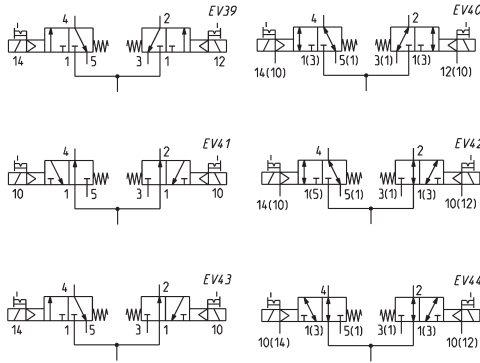 4 2 EV39
14 1 5 3 1 12
4 2 EV40
14(10) 1(3) 5(1) 3(1) 1(3) 12(10)
4 2 EV41
10 1 5 3 1 10
4 2 EV42
14(10) 1(5) 5(1) 3(1) 1(3) 10(12)
4 2 EV43
14 1 5 3 1 10
4 2 EV44
10(14) 1(3) 5(1) 3(1) 1(3) 10(12)